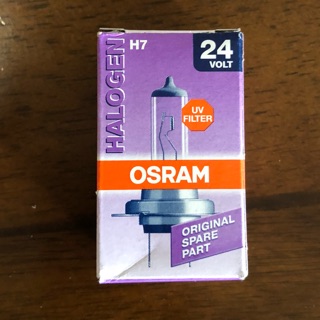 HALOGEN
H7
24
VOLT
UV
FILTER
OSRAM
ORIGINAL
SPARE
PART